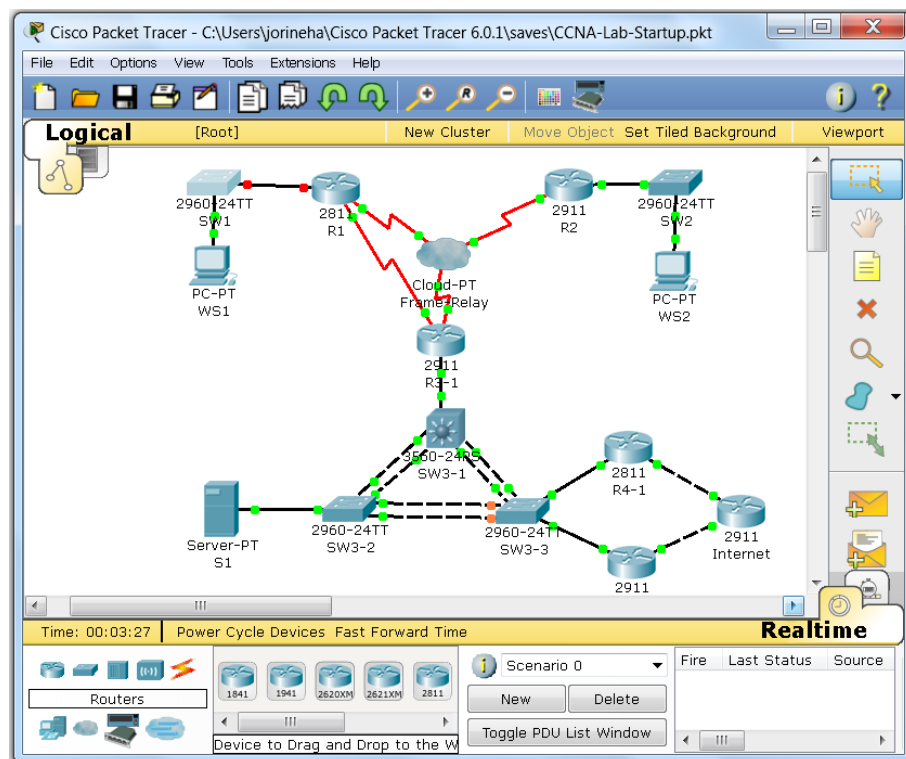 Cisco Packet Tracer - C:\Users\jorineha\Cisco Packet Tracer 6.0.1\saves\CCNA-Lab-Startup.pkt
File Edit Options View Tools Extensions Help
Logical [Root] New Cluster Move Object Set Tiled Background Viewport
2960-24TT
SW1
2811
R1
2911
R2
2960-24TT
SW2
PC-PT
WS1
Cloud-PT
Frame-Relay
PC-PT
WS2
2911
R3-1
3560-24PS
SW3-1
2811
R4-1
Server-PT
S1
2960-24TT
SW3-2
2960-24TT
SW3-3
2911
Internet
2911
Time: 00:03:27 Power Cycle Devices Fast Forward Time Realtime
Routers
1841 1941 2620XM 2621XM 2811
Device to Drag and Drop to the W
Scenario 0
New Delete
Toggle PDU List Window
Fire Last Status Source